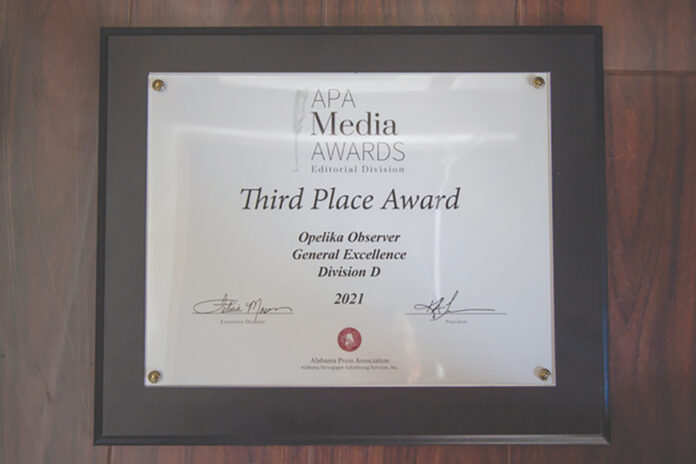 APA
Media
AWARDS
Editorial Division
Third Place Award
Opelika Observer
General Excellence
Division D
2021
Executive Director
President
Alabama Press Association
Alabama Newspaper Advertising Services, Inc.